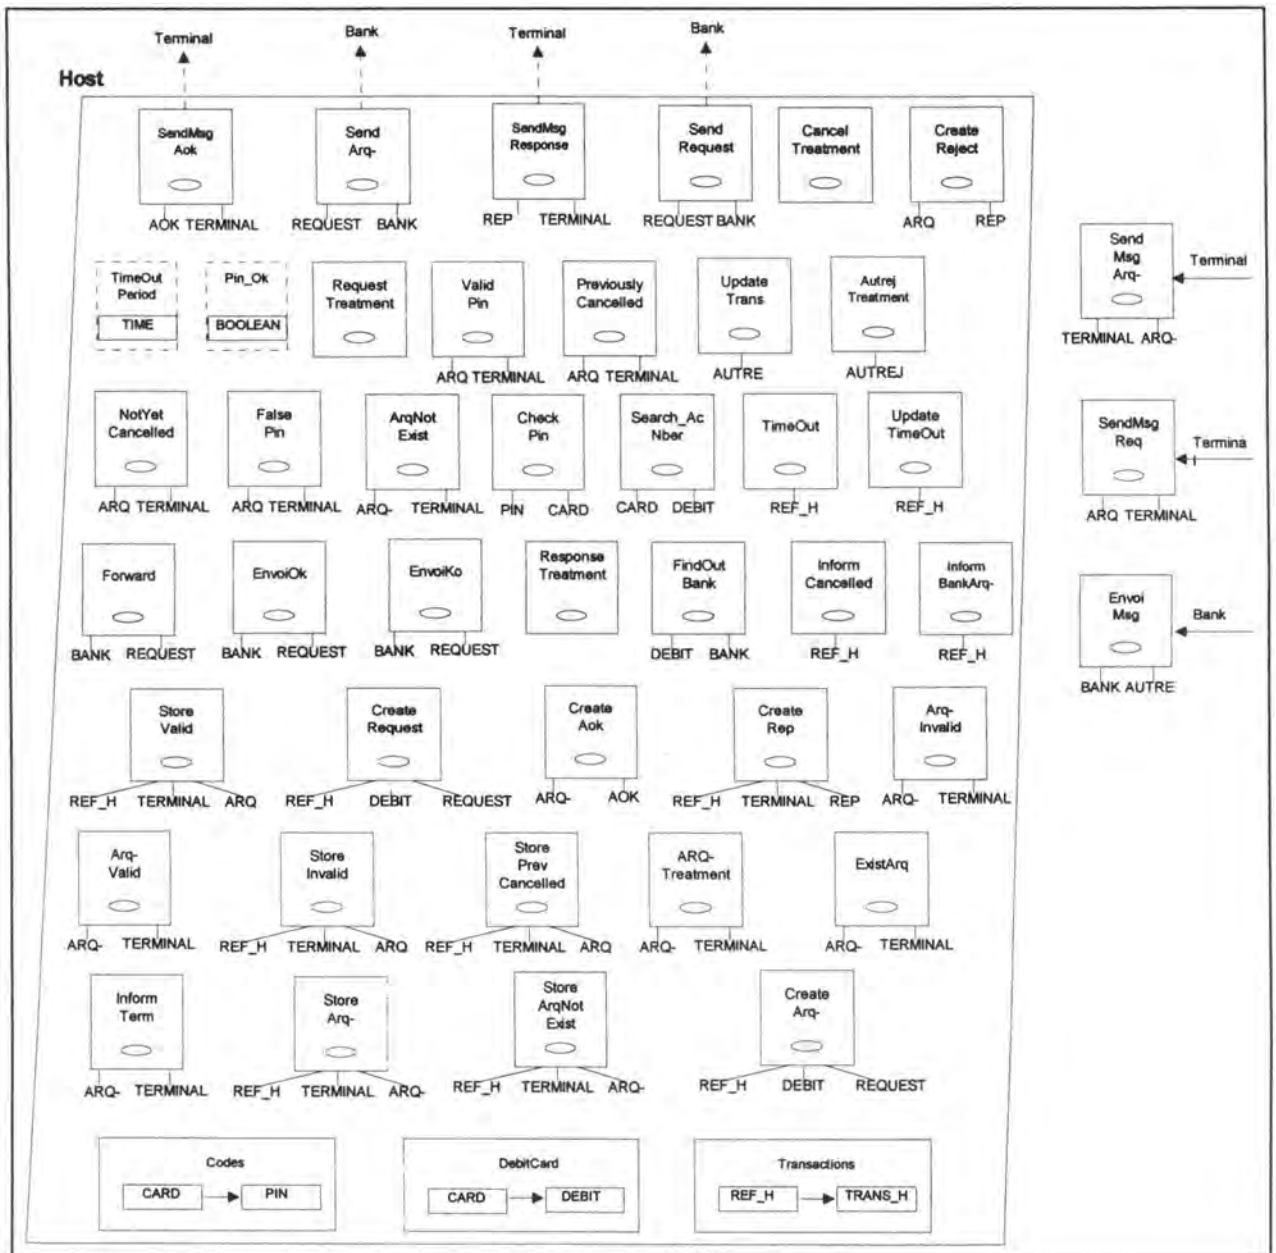 Terminal Bank Terminal Bank
Host
SendMsg Send SendMsg Send Cancel Create
Aok Arq- Response Request Treatment Reject
AOK TERMINAL REQUEST BANK REP TERMINAL REQUEST BANK ARQ REP
Send
Msg
Arq-
Terminal
TERMINAL ARQ-
TimeOut Pin_Ok Request Valid Previously Update Autrej
Period Treatment Pin Cancelled Trans Treatment
TIME BOOLEAN
ARQ TERMINAL ARQ TERMINAL AUTRE AUTREJ
NotYet False ArqNot Check Search_Ac TimeOut Update
Cancelled Pin Exist Pin Nber TimeOut
ARQ TERMINAL ARQ TERMINAL ARQ- TERMINAL PIN CARD CARD DEBIT REF_H REF_H
SendMsg
Req
Termina
l
ARQ TERMINAL
Forward EnvoiOk EnvoiKo Response FindOut Inform Inform
Treatment Bank Cancelled BankArq-
BANK REQUEST BANK REQUEST BANK REQUEST DEBIT BANK REF_H REF_H
Envoi
Msg
Bank
BANK AUTRE
Store Create Create Create Arq-
Valid Request Aok Rep Invalid
REF_H TERMINAL ARQ REF_H DEBIT REQUEST ARQ- AOK REF_H TERMINAL REP ARQ- TERMINAL
Arq- Store Store ARQ- ExistArq
Valid Invalid Prev Treatment
Cancelled
ARQ- TERMINAL REF_H TERMINAL ARQ REF_H TERMINAL ARQ ARQ- TERMINAL ARQ- TERMINAL
Inform Store Store Create
Term Arq- ArqNot Arq-
Exist
ARQ- TERMINAL REF_H TERMINAL ARQ- REF_H TERMINAL ARQ- REF_H DEBIT REQUEST
Codes DebitCard Transactions
CARD PIN CARD DEBIT REF_H TRANS_H